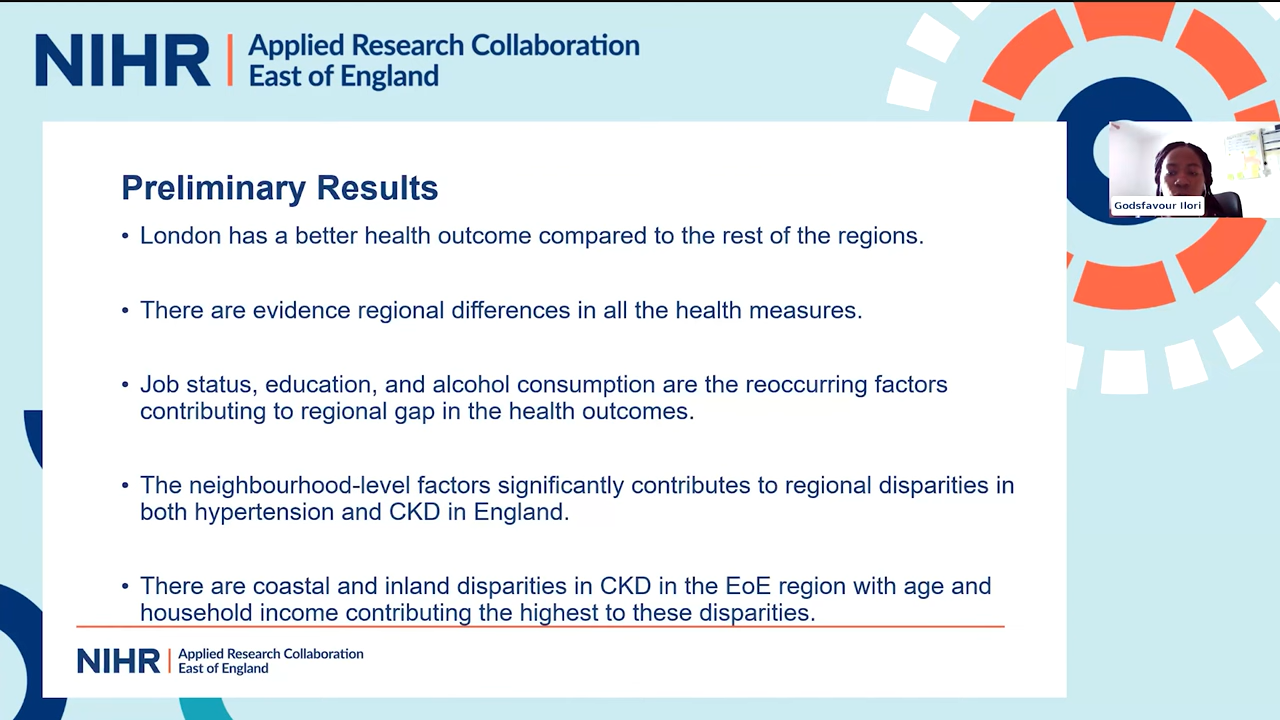 NIHR | Applied Research Collaboration
East of England
Godsfavour Ilori
Preliminary Results
• London has a better health outcome compared to the rest of the regions.
• There are evidence regional differences in all the health measures.
• Job status, education, and alcohol consumption are the reoccurring factors
contributing to regional gap in the health outcomes.
• The neighbourhood-level factors significantly contributes to regional disparities in
both hypertension and CKD in England.
• There are coastal and inland disparities in CKD in the EoE region with age and
household income contributing the highest to these disparities.
NIHR | Applied Research Collaboration
East of England